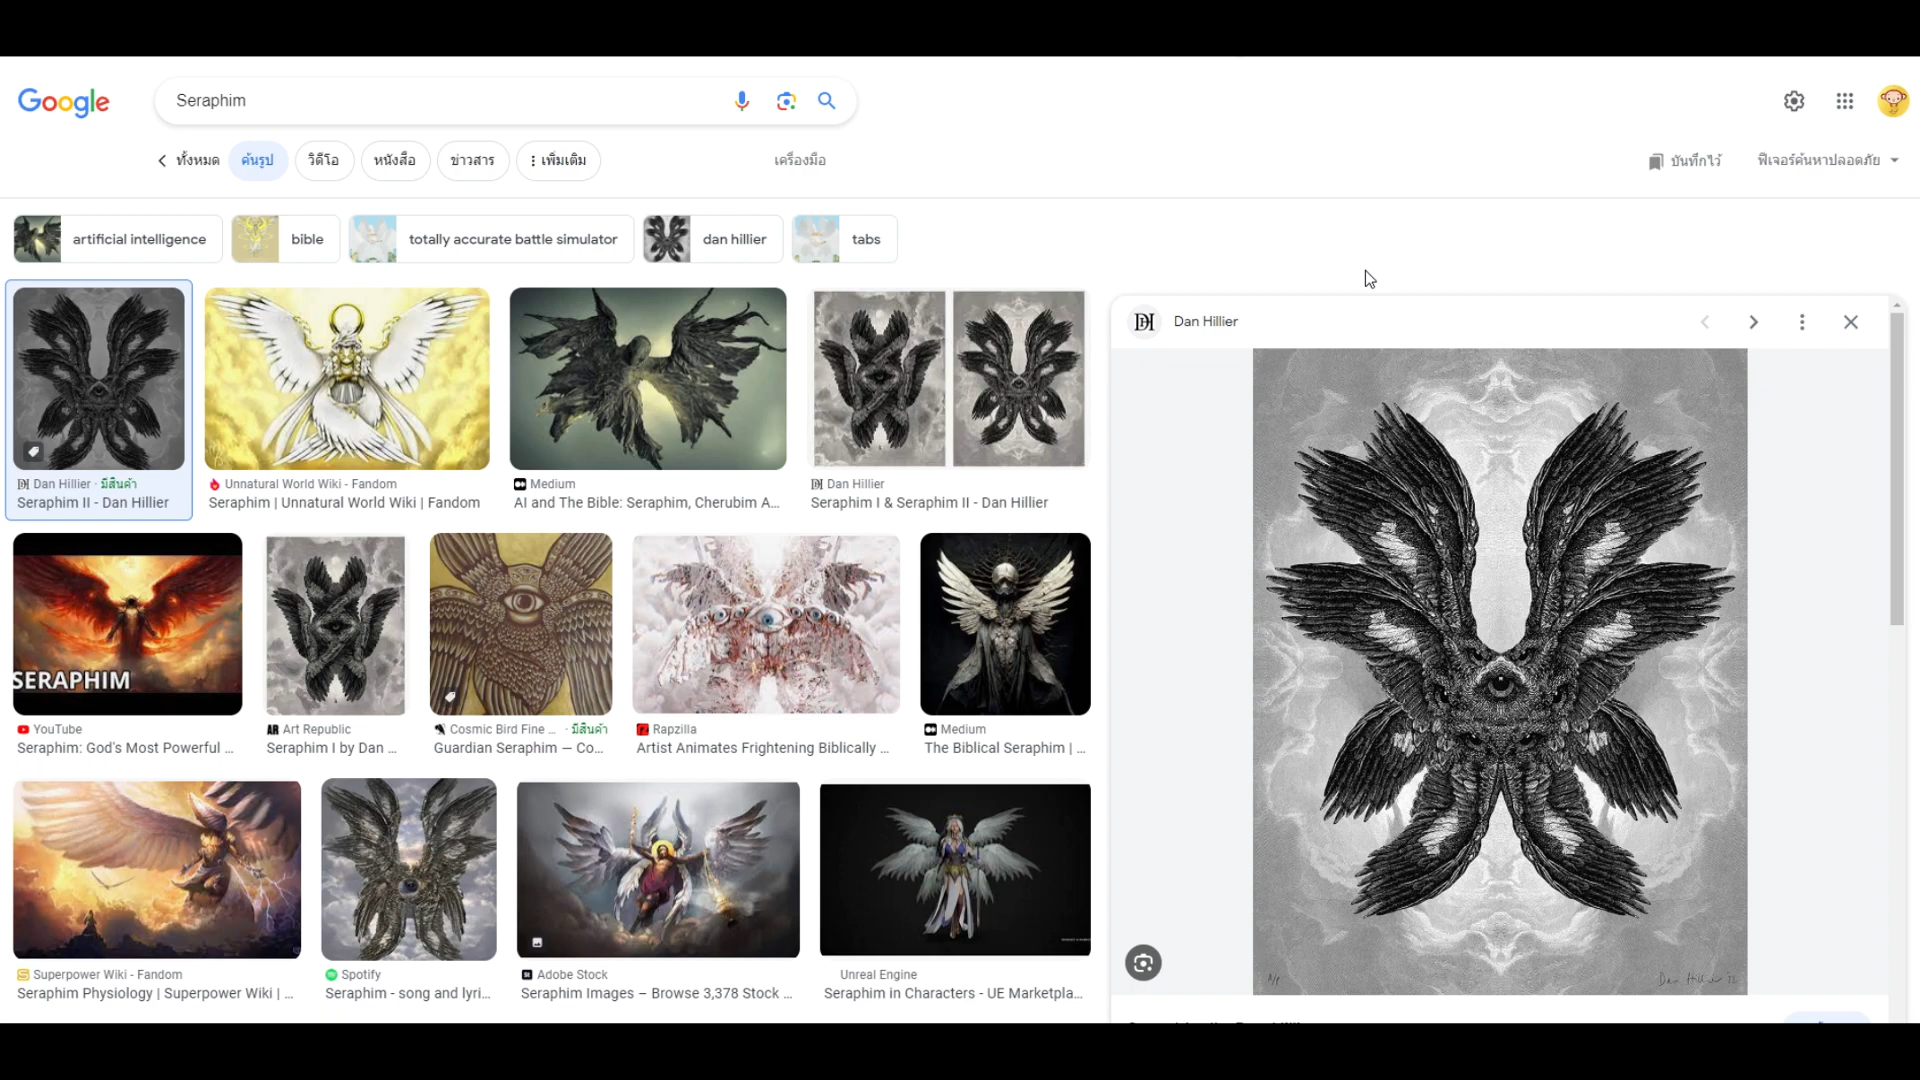 Google
Seraphim
ทั้งหมด
ค้นรูป
วิดีโอ
หนังสือ
ข่าวสาร
เพิ่มเติม
เครื่องมือ
บันทึกไว้
ฟีเจอร์ค้นหาปลอดภัย
artificial intelligence
bible
totally accurate battle simulator
dan hillier
tabs
DH Dan Hillier
Dan Hillier · มีสินค้า
Seraphim II - Dan Hillier
Unnatural World Wiki - Fandom
Seraphim | Unnatural World Wiki | Fandom
Medium
AI and The Bible: Seraphim, Cherubim A...
Dan Hillier
Seraphim I & Seraphim II - Dan Hillier
SERAPHIM
YouTube
Seraphim: God's Most Powerful ...
AR Art Republic
Seraphim I by Dan ...
Cosmic Bird Fine ... · มีสินค้า
Guardian Seraphim — Co...
Rapzilla
Artist Animates Frightening Biblically ...
Medium
The Biblical Seraphim | ...
Superpower Wiki - Fandom
Seraphim Physiology | Superpower Wiki | ...
Spotify
Seraphim - song and lyri...
Adobe Stock
Seraphim Images – Browse 3,378 Stock ...
Unreal Engine
Seraphim in Characters - UE Marketpla...